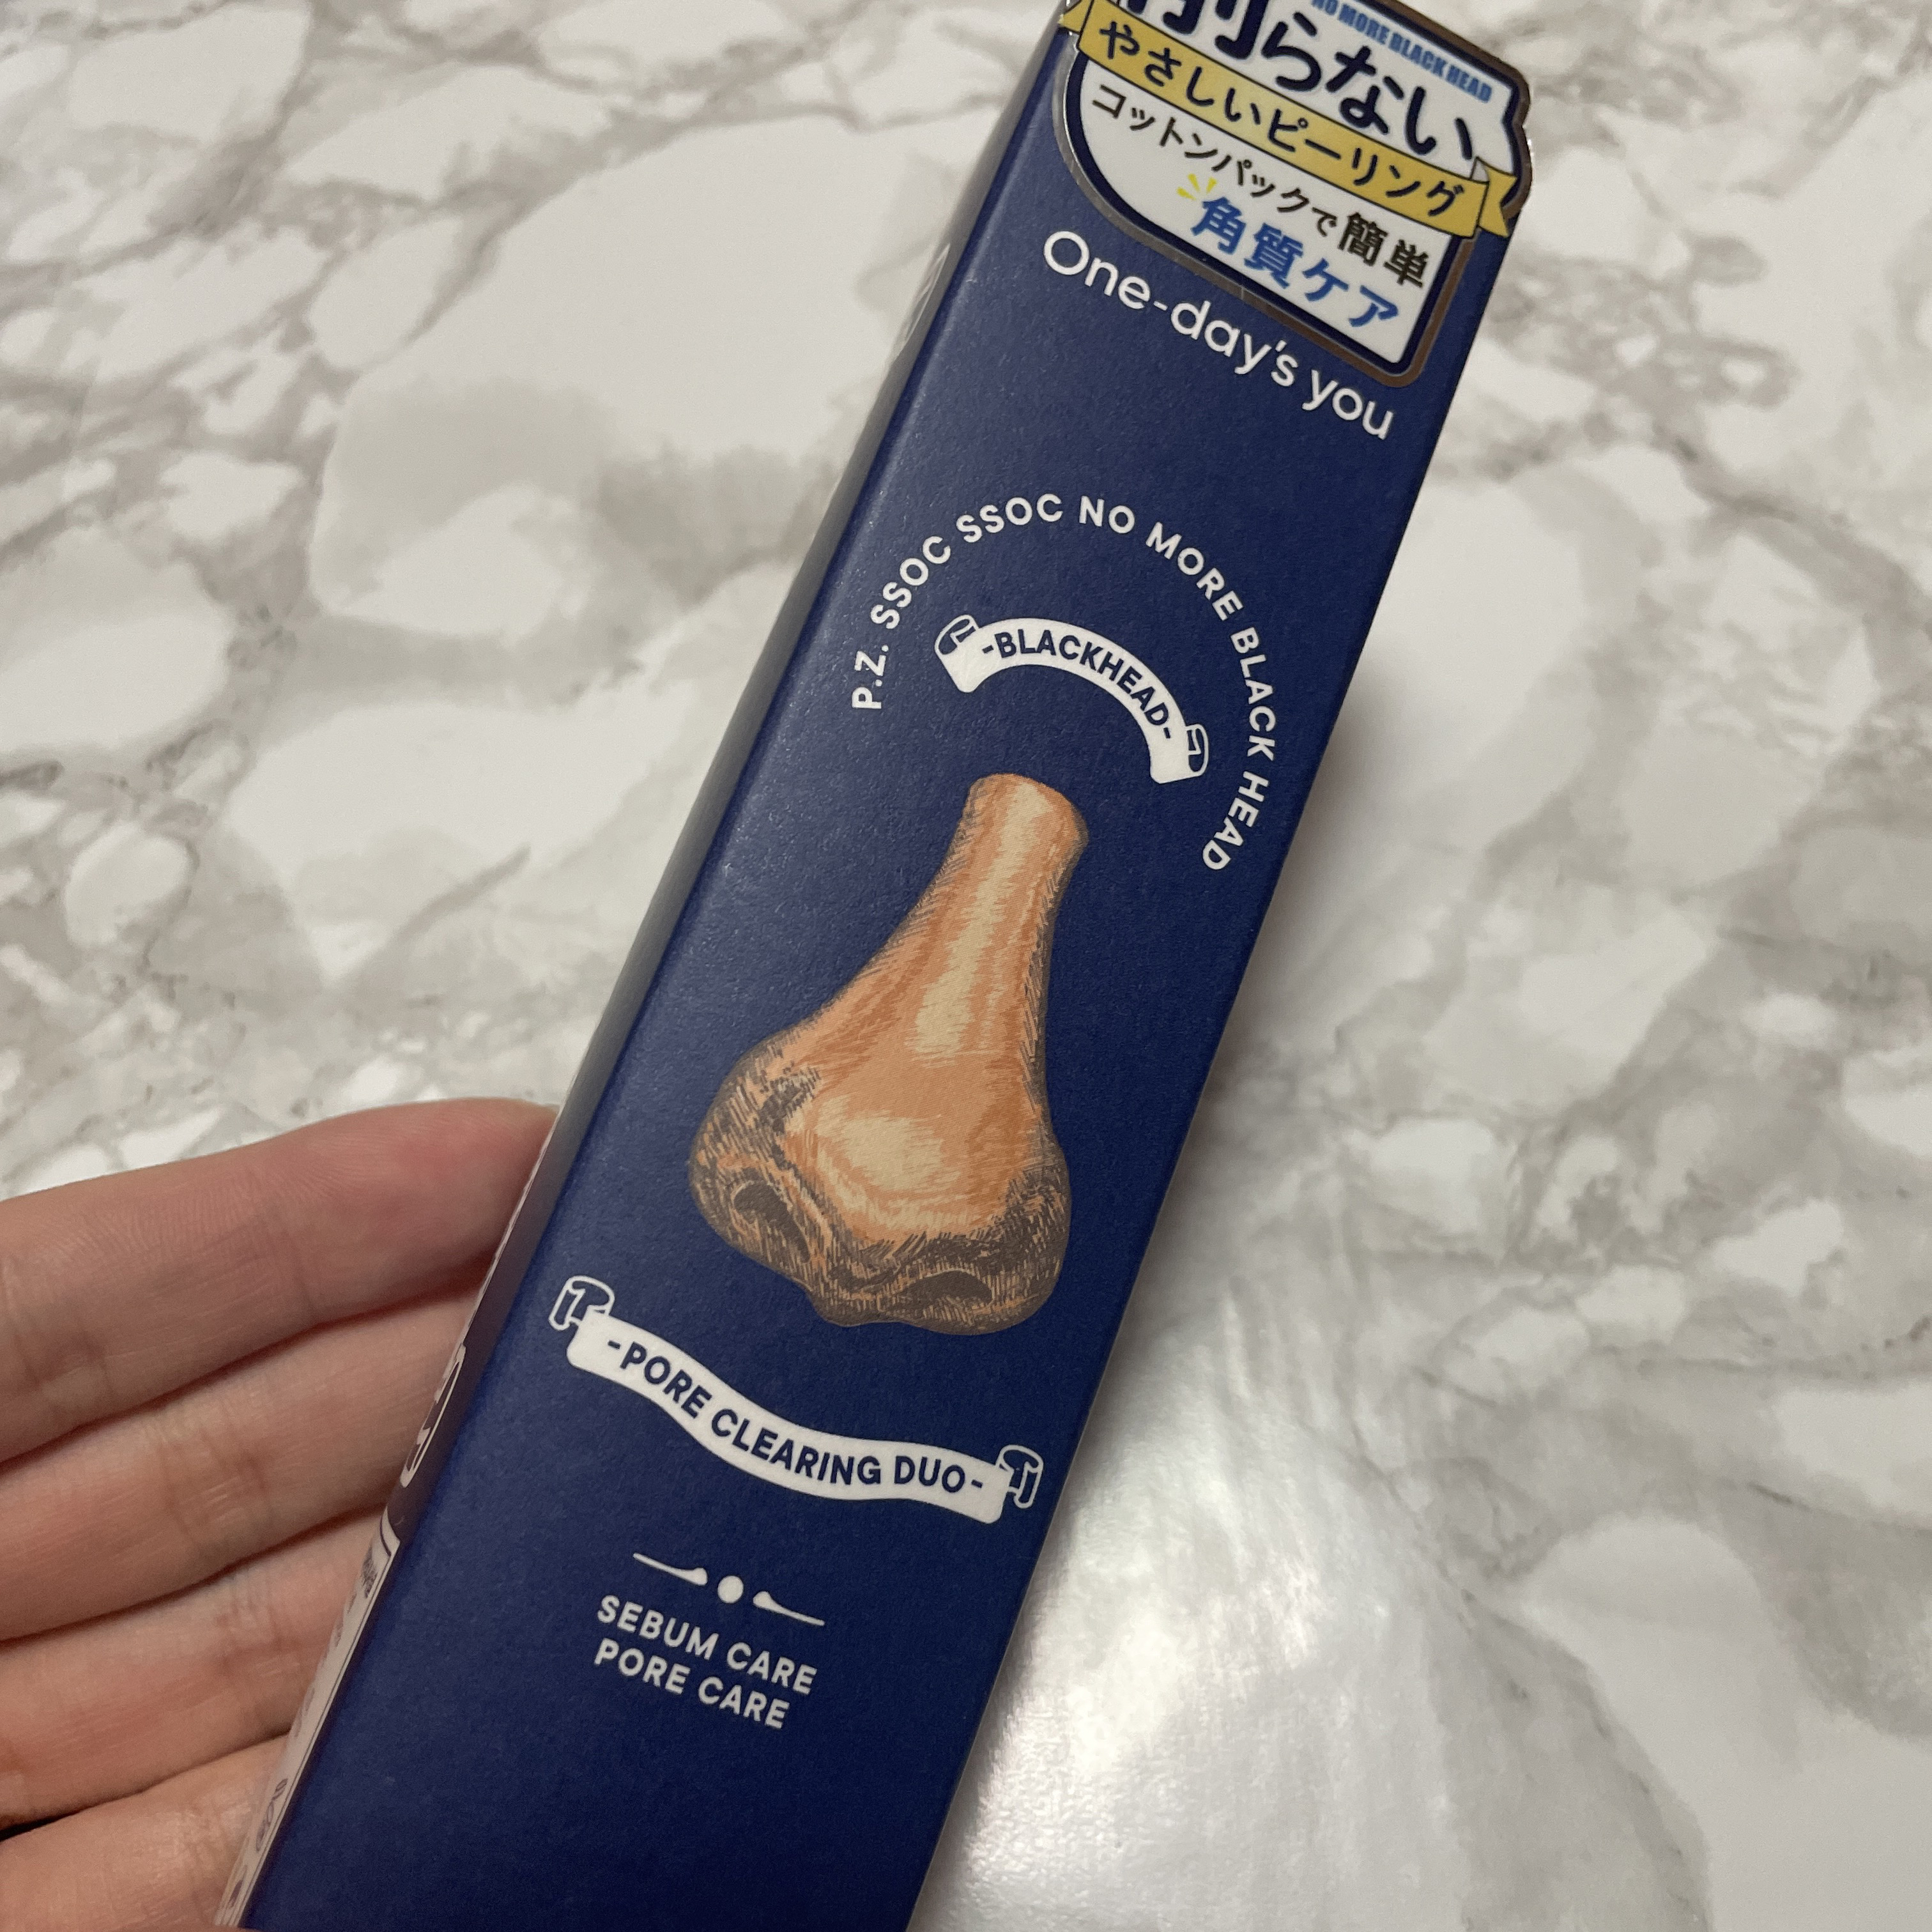 NO MORE BLACK HEAD
削らない
やさしいピーリング
コットンパックで簡単
角質ケア
One-day's you
P.Z. SSOC SSOC NO MORE BLACK HEAD
-BLACKHEAD-
-PORE CLEARING DUO-
SEBUM CARE
PORE CARE